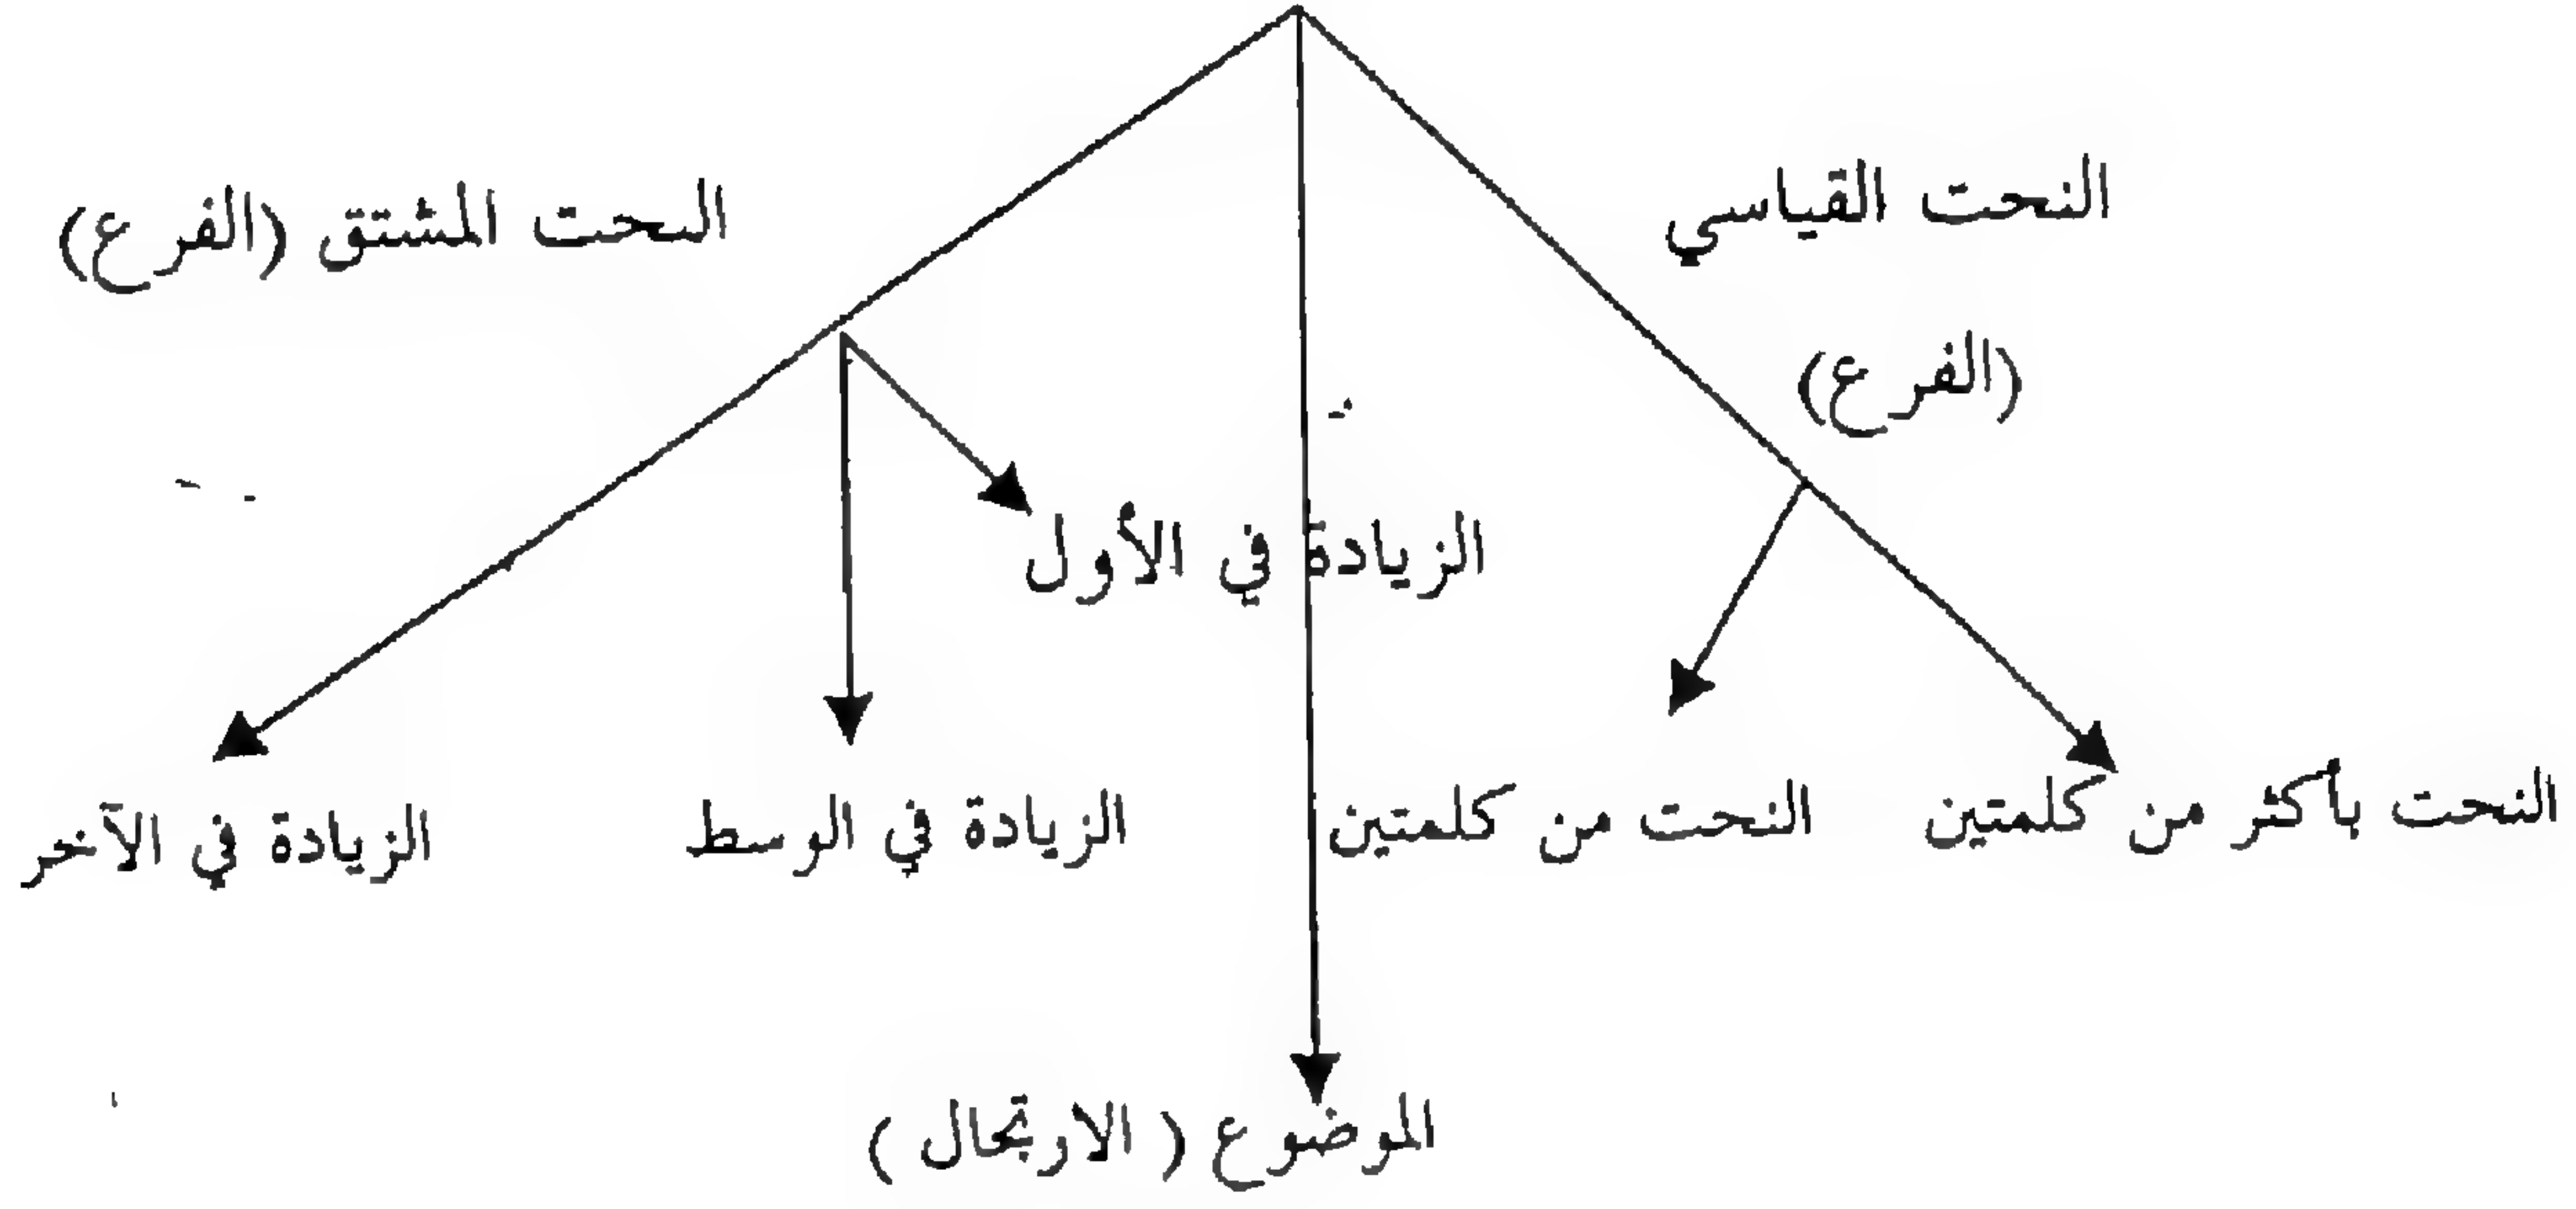 النحت القياسي
(الفرع)
النحت المشتق (الفرع)
الزيادة في الأول
النحت بأكثر من كلمتين
النحت من كلمتين
الزيادة في الوسط
الزيادة في الآخر
الموضوع (الارتجال)